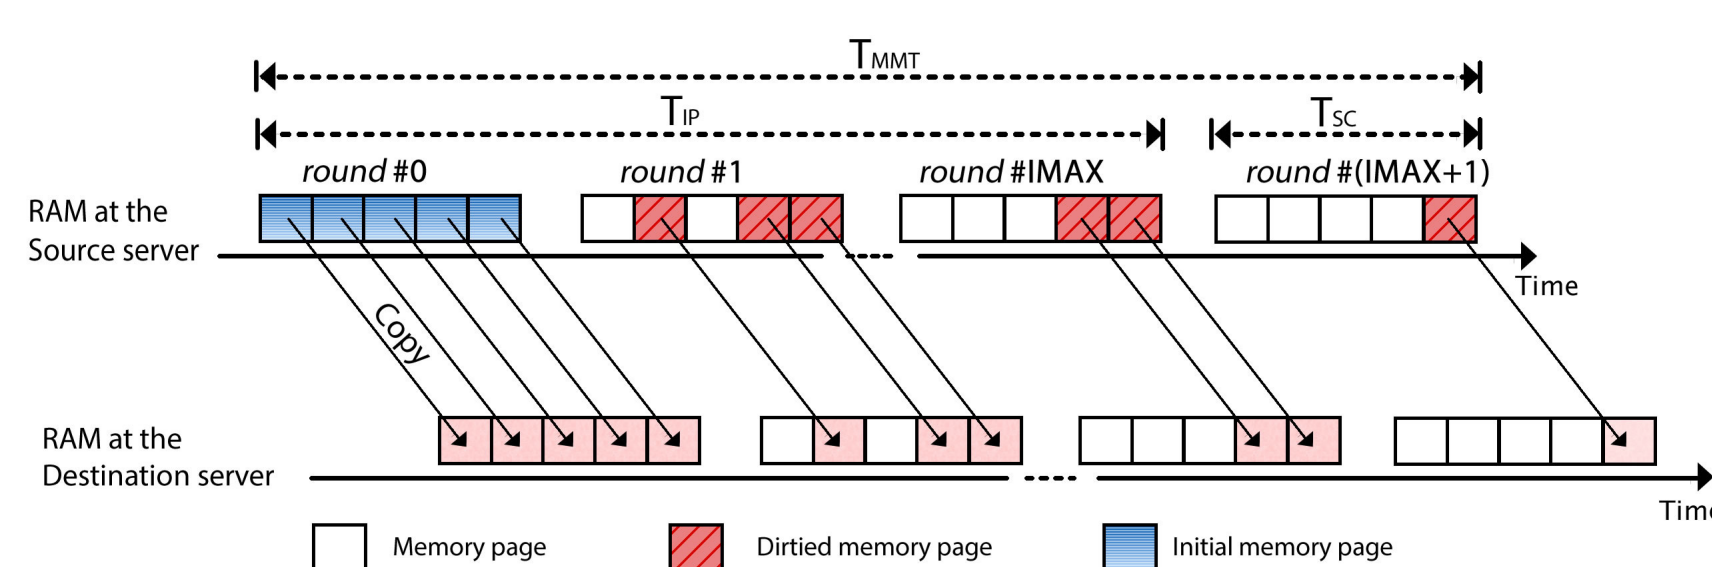 TMMT
TIP
TSC
round #0
round #1
round #IMAX
round #(IMAX+1)
RAM at the
Source server
Time
Copy
RAM at the
Destination server
Tim
Memory page
Dirtied memory page
Initial memory page